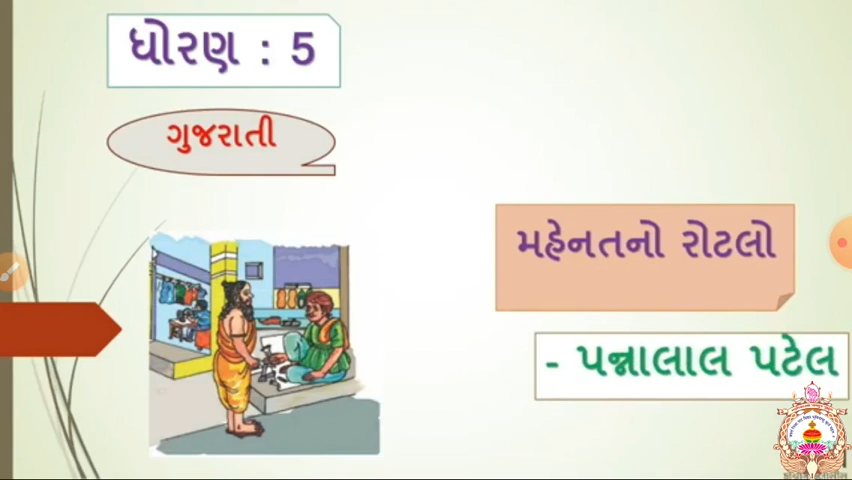 ધોરણ : 5
ગુજરાતી
મહેનતનો રોટલો
- પન્નાલાલ પટેલ